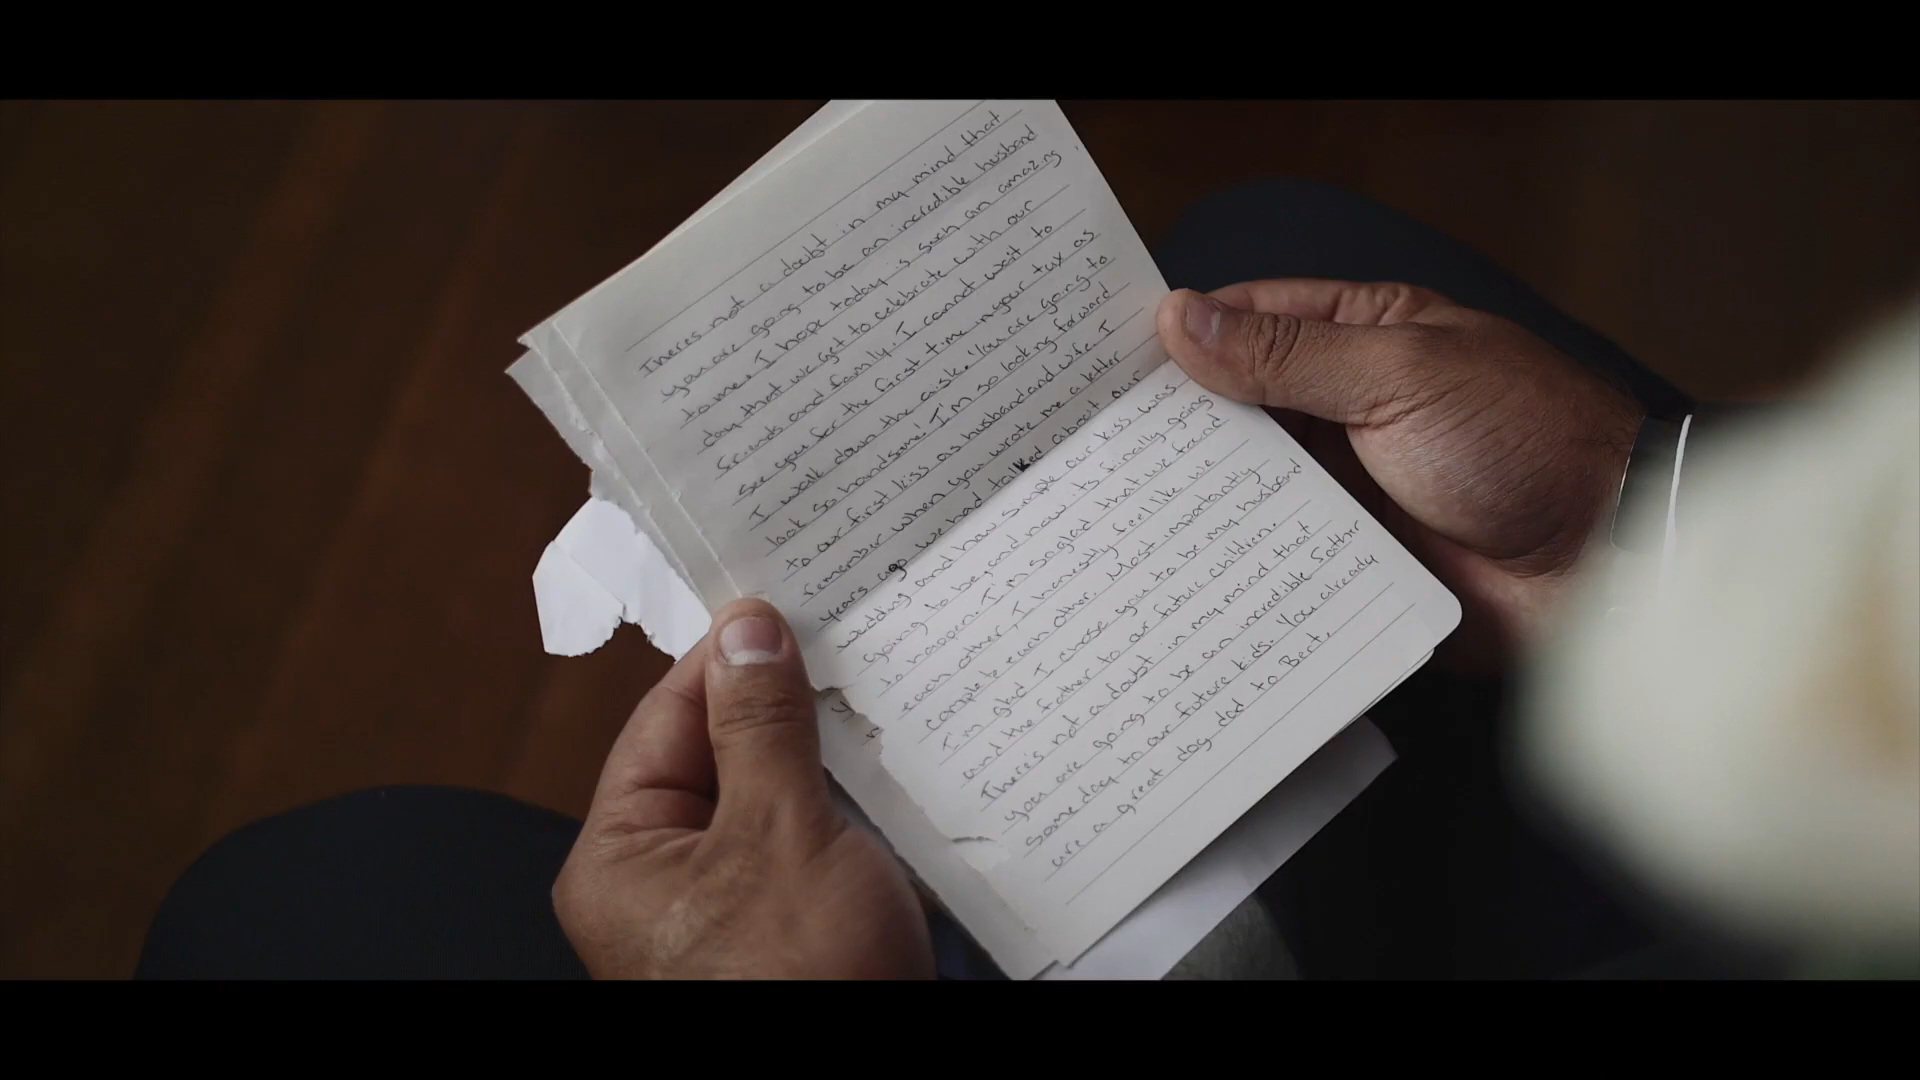 Theres not a doubt in my mind that
you are going to be an incredible husband
to me. I hope today is such an amazing
day that we get to celebrate with our
friends and family. I cannot wait to
see you for the first time in your tux as
I walk down the aisle. You are going to
look so handsome! I'm so looking forward
to our first kiss as husband and wife. I
remember when you wrote me a letter
years ago we had talked about our
wedding and how simple our kiss was
going to be, and now its finally going
to happen. I'm so glad that we found
each other, I honestly feel like we
complete each other. Most importantly
I'm glad I chose you to be my husband
and the father to our future children.
There's not a doubt in my mind that
you are going to be an incredible father
someday to our future kids. You already
are a great dog dad to Bert.